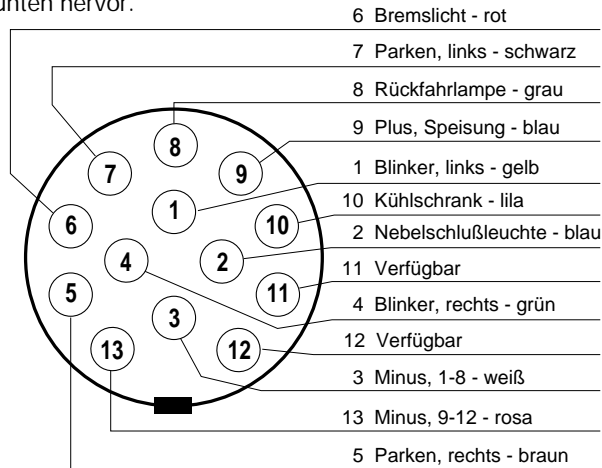 unten hervor.
6 Bremslicht - rot
7 Parken, links - schwarz
8 Rückfahrlampe - grau
9 Plus, Speisung - blau
1 Blinker, links - gelb
10 Kühlschrank - lila
2 Nebelschlußleuchte - blau
11 Verfügbar
4 Blinker, rechts - grün
12 Verfügbar
3 Minus, 1-8 - weiß
13 Minus, 9-12 - rosa
5 Parken, rechts - braun
8
7 9
1
6 10
4 2
5 11
3
13 12